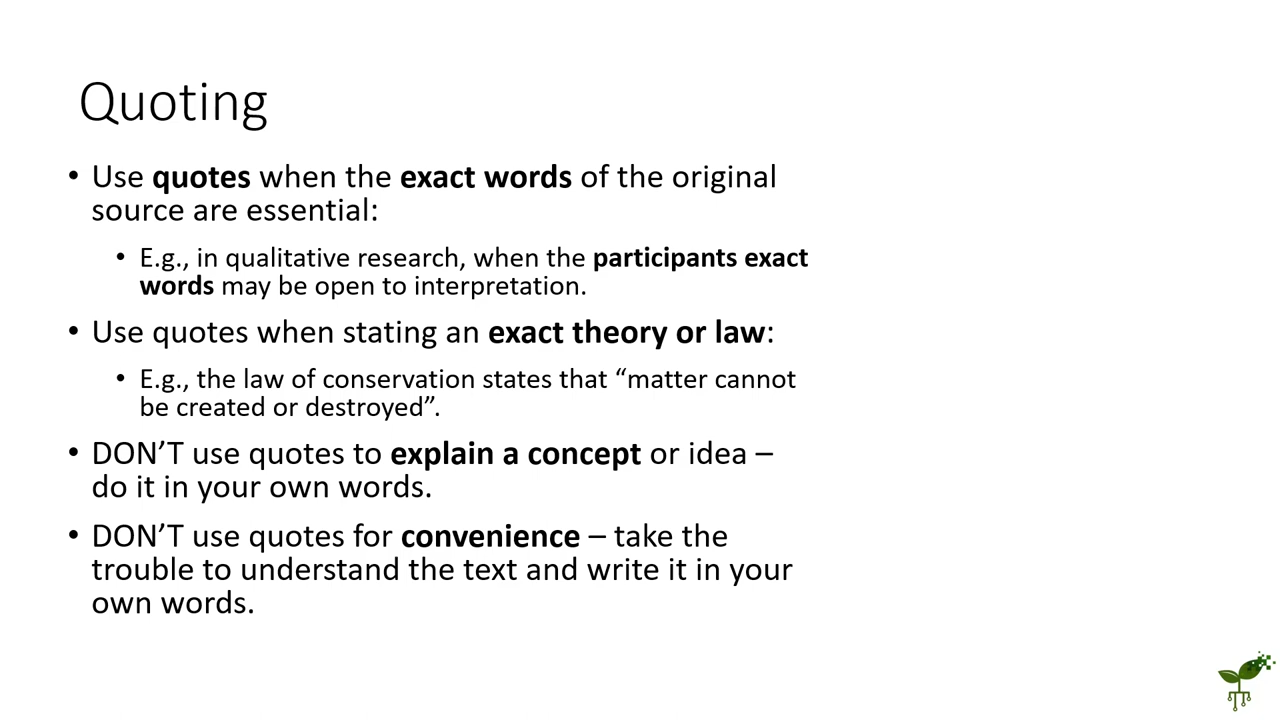 Quoting
• Use quotes when the exact words of the original
source are essential:
• E.g., in qualitative research, when the participants exact
words may be open to interpretation.
• Use quotes when stating an exact theory or law:
• E.g., the law of conservation states that “matter cannot
be created or destroyed”.
• DON’T use quotes to explain a concept or idea –
do it in your own words.
• DON’T use quotes for convenience – take the
trouble to understand the text and write it in your
own words.